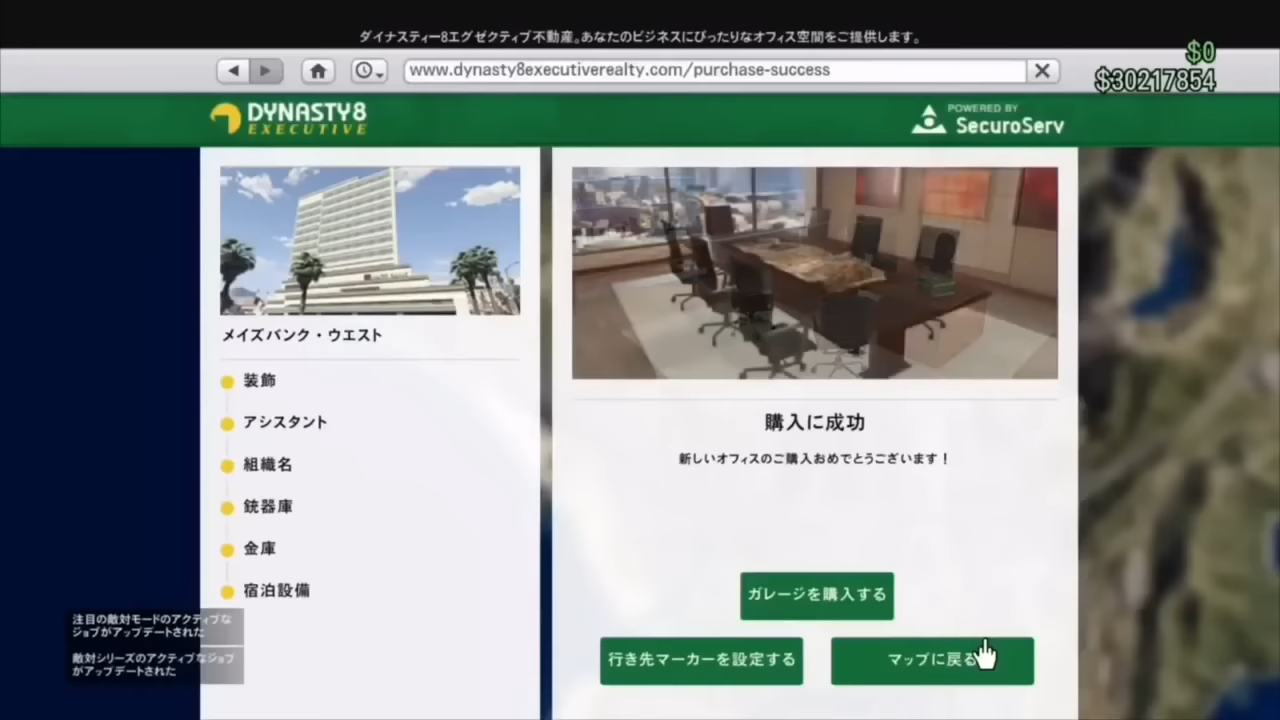 ダイナスティー8エグゼクティブ不動産。あなたのビジネスにぴったりなオフィス空間をご提供します。
www.dynasty8executiverealty.com/purchase-success
$0
$30217854
DYNASTY8
EXECUTIVE
POWERED BY
SecuroServ
メイズバンク・ウエスト
装飾
アシスタント
組織名
銃器庫
金庫
宿泊設備
購入に成功
新しいオフィスのご購入おめでとうございます！
ガレージを購入する
行き先マーカーを設定する
マップに戻る
注目の敵対モードのアクティブな
ジョブがアップデートされた
敵対シリーズのアクティブなジョブ
がアップデートされた